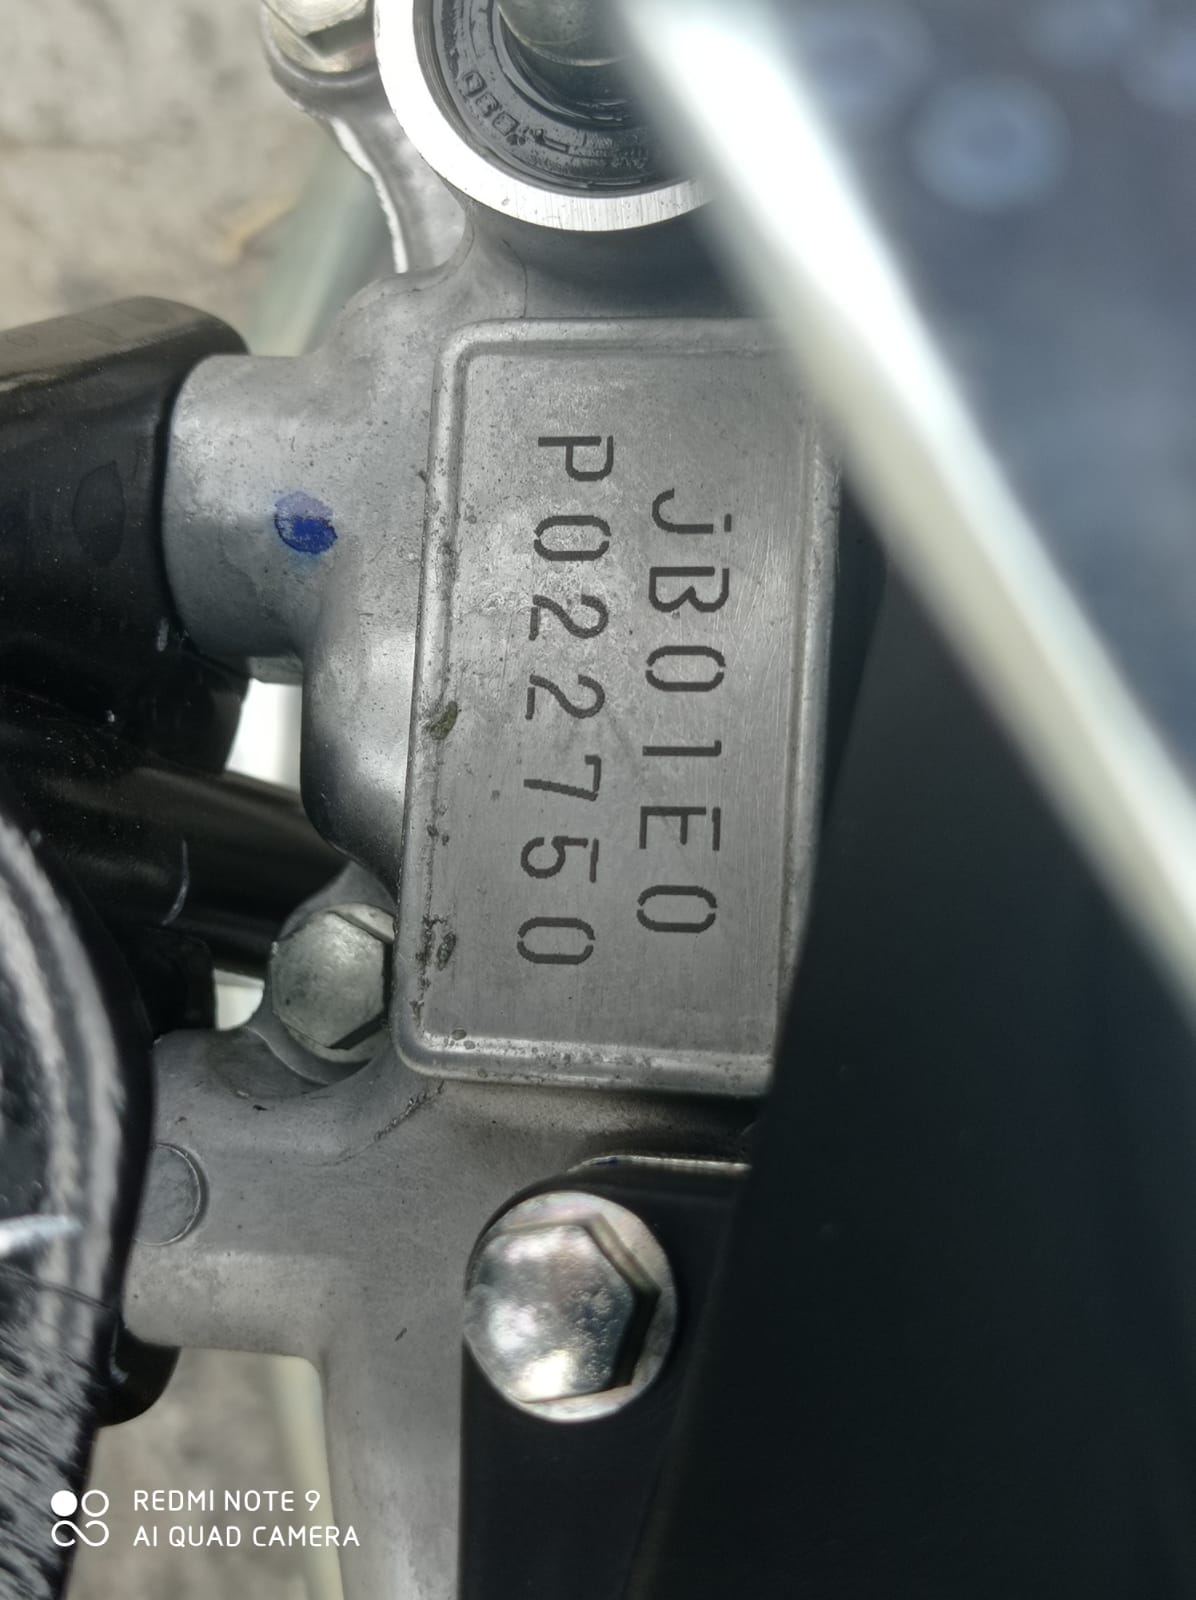 JB01E0
P022750
REDMI NOTE 9
AI QUAD CAMERA